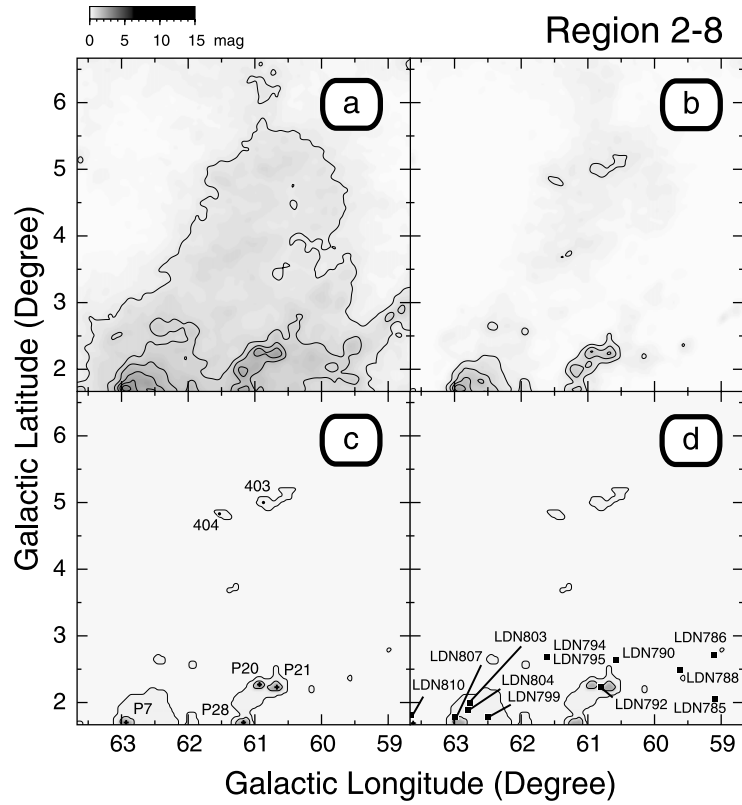 0 5 10 15 mag
Region 2-8
a
b
6
5
4
3
2
c
d
6
5
4
3
2
403
404
P20
P21
P7
P28
LDN803
LDN794
LDN795
LDN790
LDN786
LDN807
LDN804
LDN788
LDN810
LDN799
LDN792
LDN785
63 62 61 60 59
63 62 61 60 59
Galactic Latitude (Degree)
Galactic Longitude (Degree)